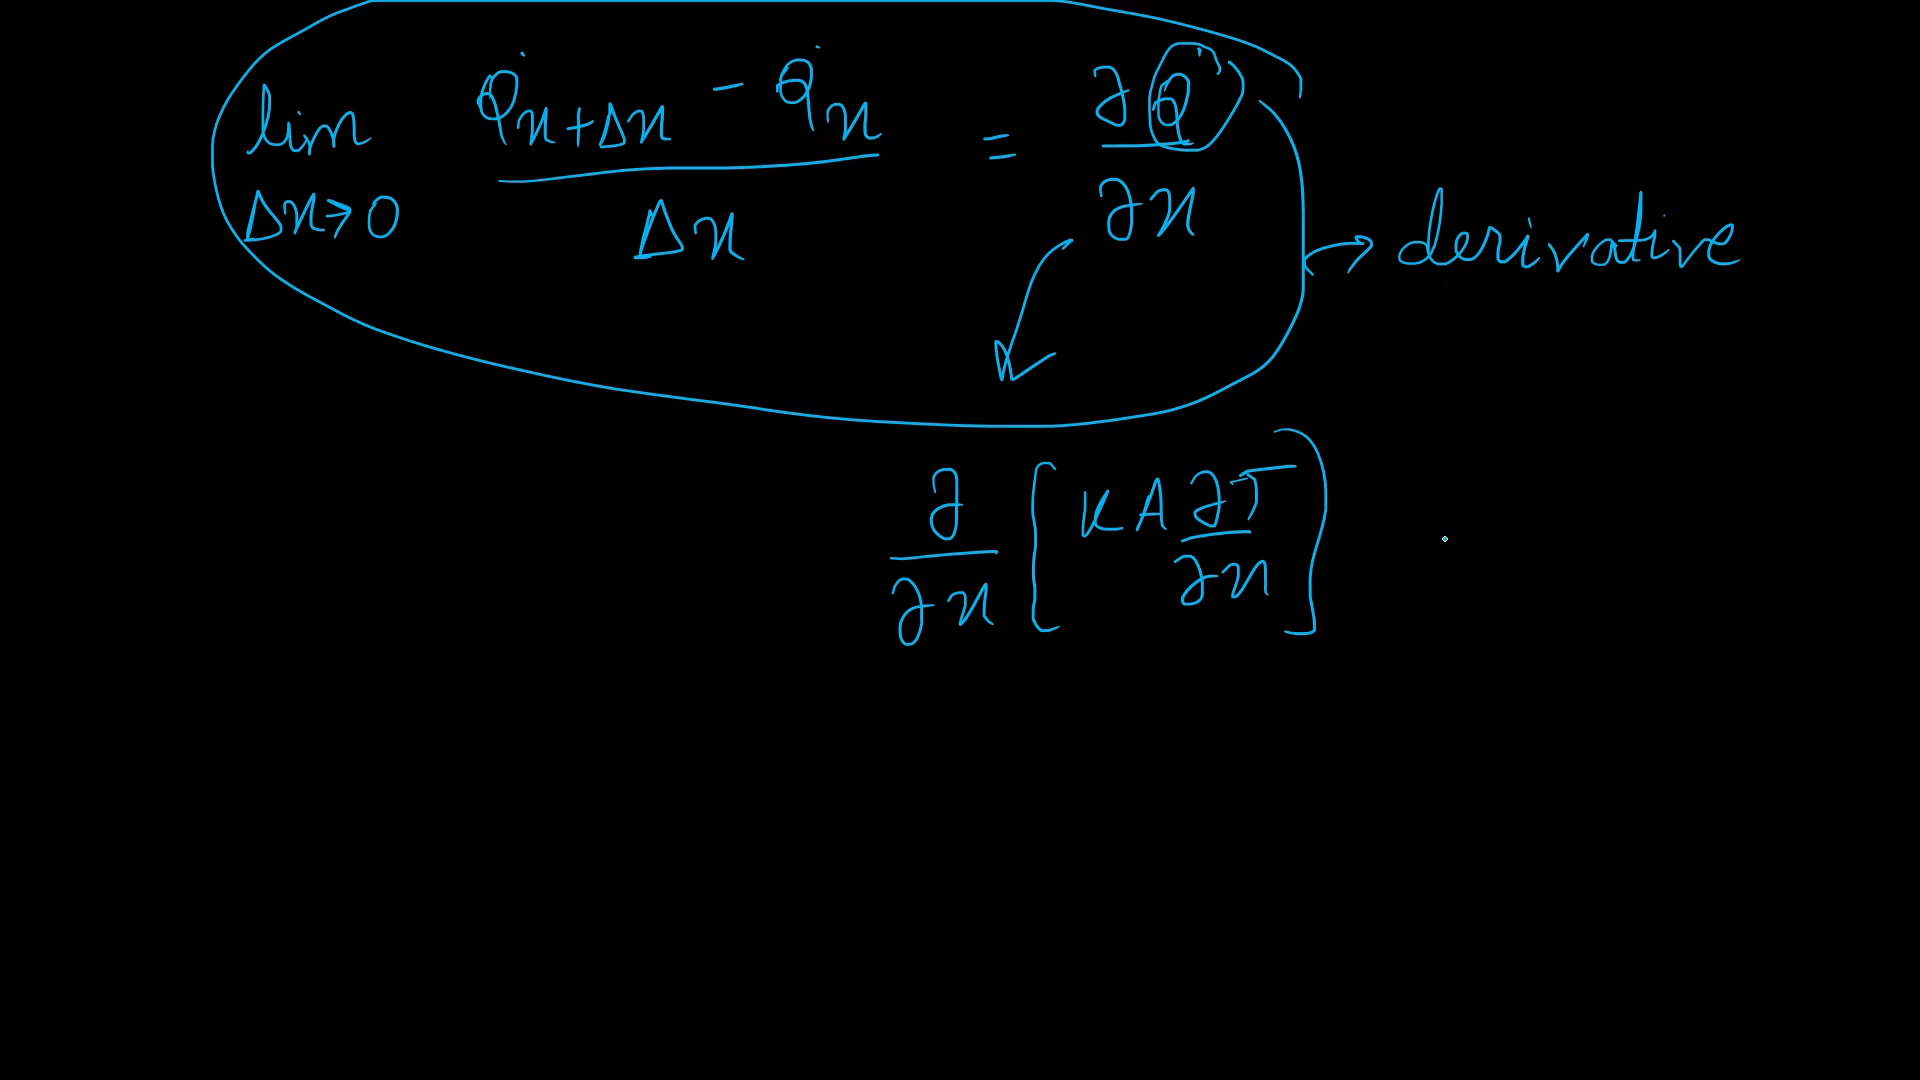 lim Δx→0 (Q̇x+Δx − Q̇x) / Δx = ∂Q̇ / ∂x → derivative
∂/∂x [KA ∂T/∂x]